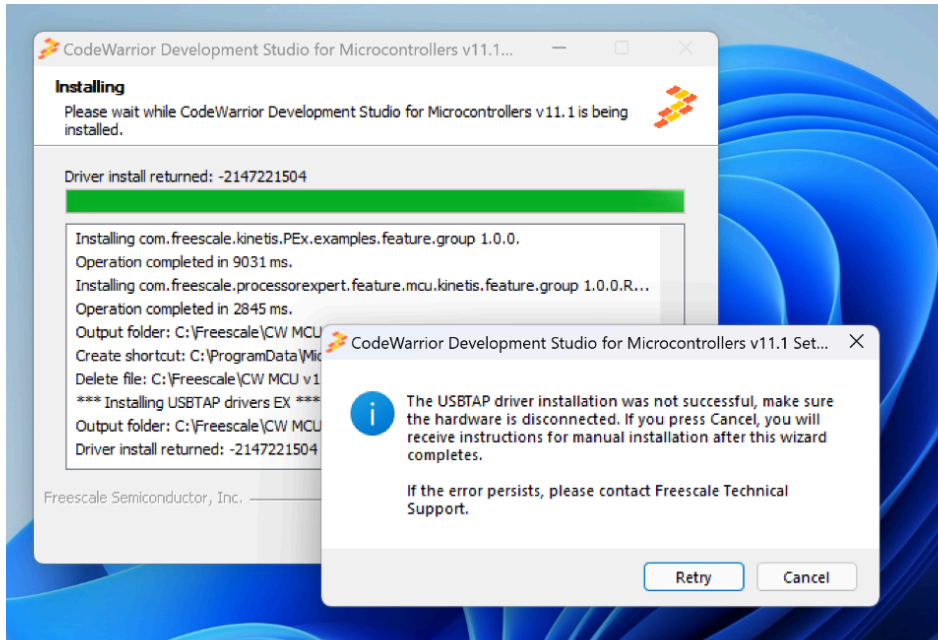 CodeWarrior Development Studio for Microcontrollers v11.1...
Installing
Please wait while CodeWarrior Development Studio for Microcontrollers v11.1 is being
installed.
Driver install returned: -2147221504
Installing com.freescale.kinetis.PEx.examples.feature.group 1.0.0.
Operation completed in 9031 ms.
Installing com.freescale.processorexpert.feature.mcu.kinetis.feature.group 1.0.0.R...
Operation completed in 2845 ms.
Output folder: C:\Freescale\CW MCU
Create shortcut: C:\ProgramData\Mic
Delete file: C:\Freescale\CW MCU v1
*** Installing USBTAP drivers EX ***
Output folder: C:\Freescale\CW MCU
Driver install returned: -2147221504
Freescale Semiconductor, Inc.
CodeWarrior Development Studio for Microcontrollers v11.1 Set...
The USBTAP driver installation was not successful, make sure
the hardware is disconnected. If you press Cancel, you will
receive instructions for manual installation after this wizard
completes.
If the error persists, please contact Freescale Technical
Support.
Retry
Cancel